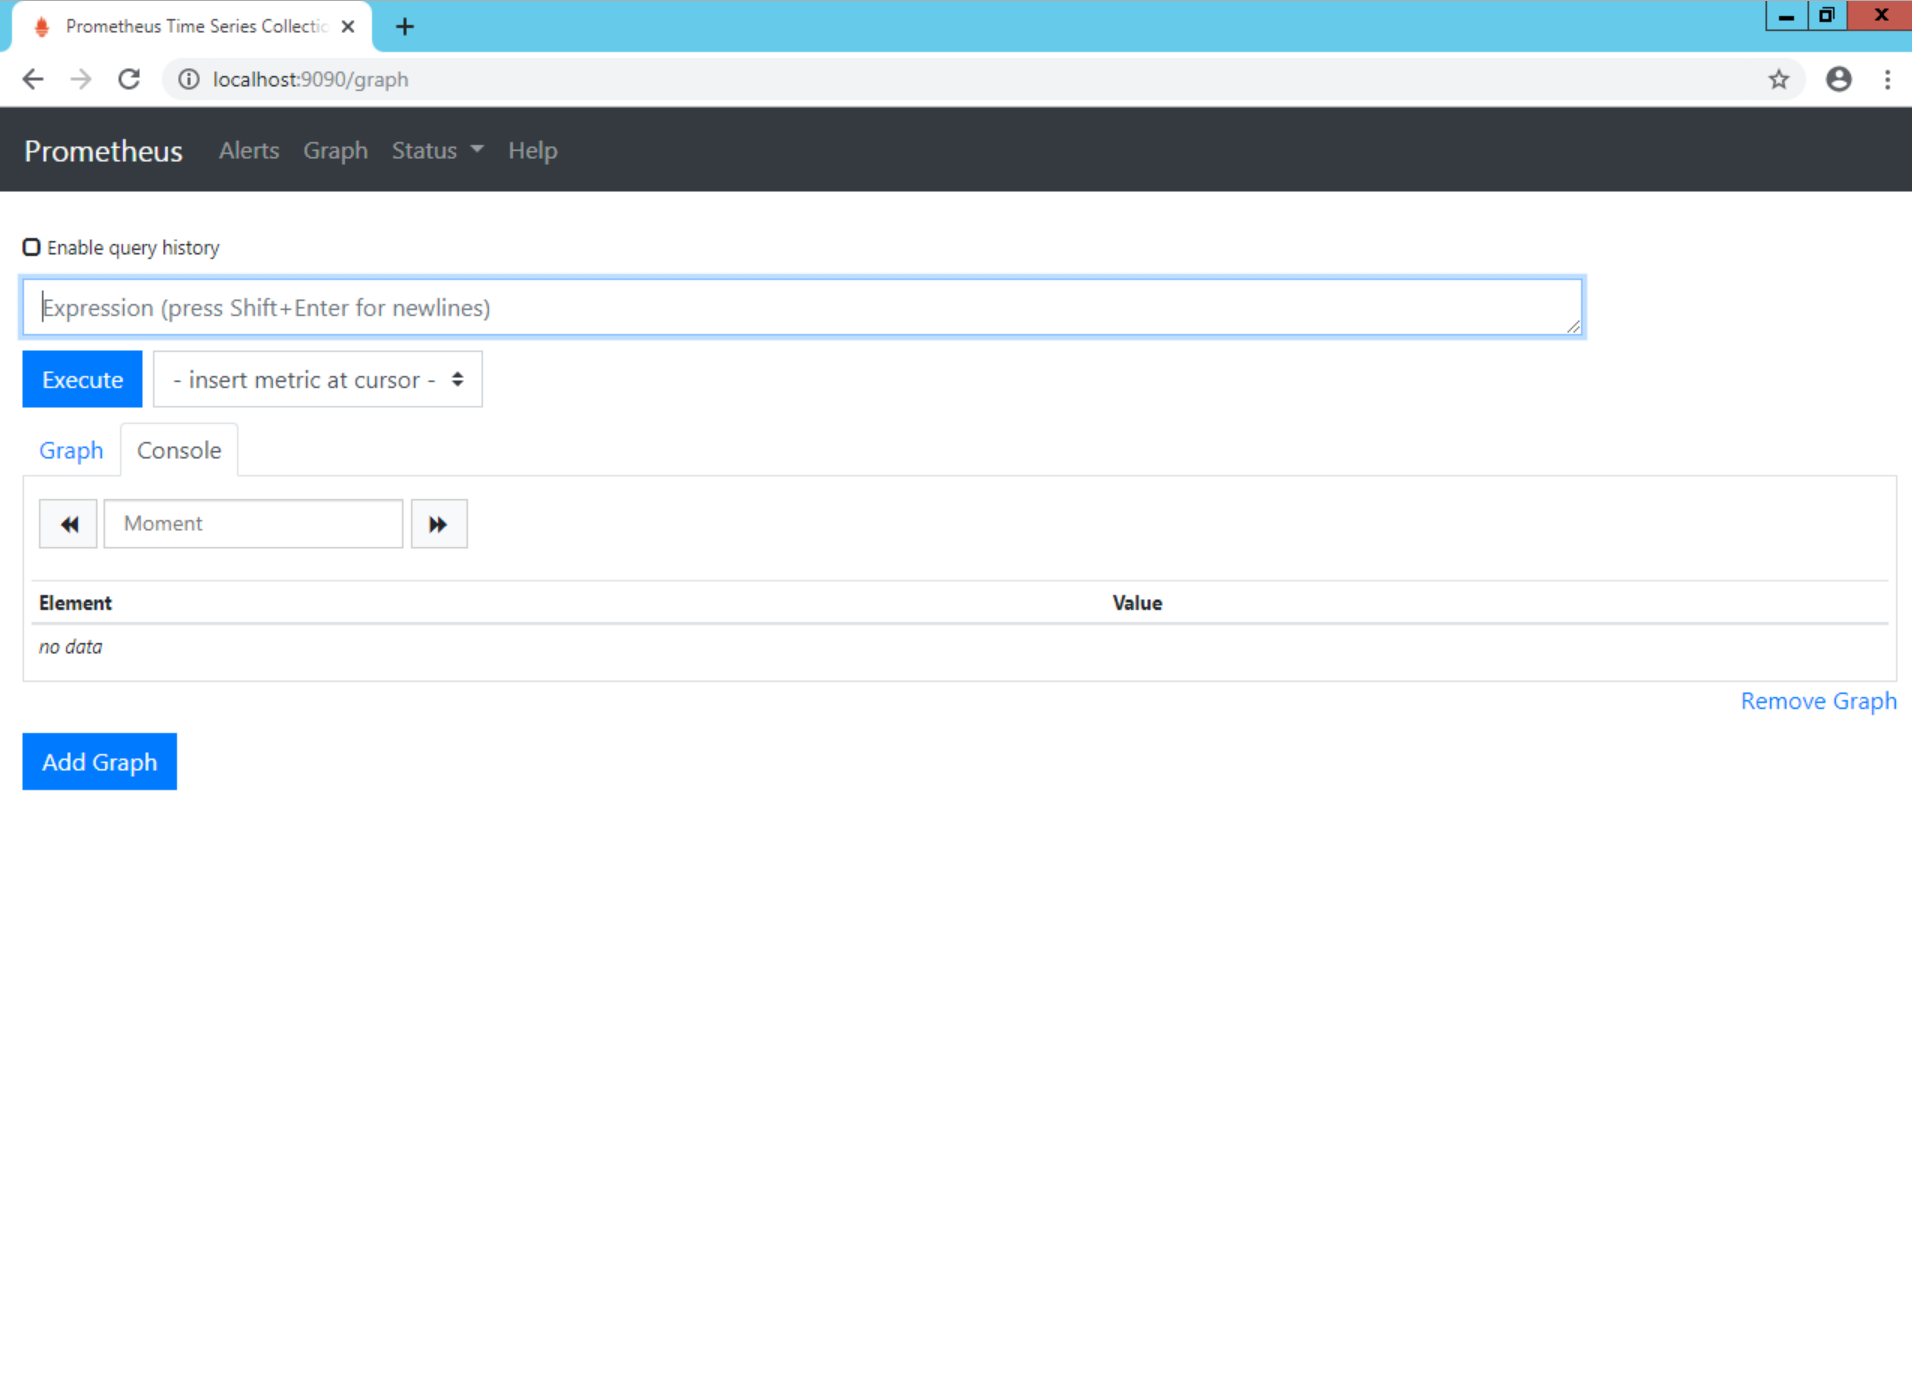 Prometheus Time Series Collectio
localhost:9090/graph
Prometheus Alerts Graph Status Help
Enable query history
Expression (press Shift+Enter for newlines)
Execute - insert metric at cursor -
Graph Console
Moment
Element Value
no data
Remove Graph
Add Graph